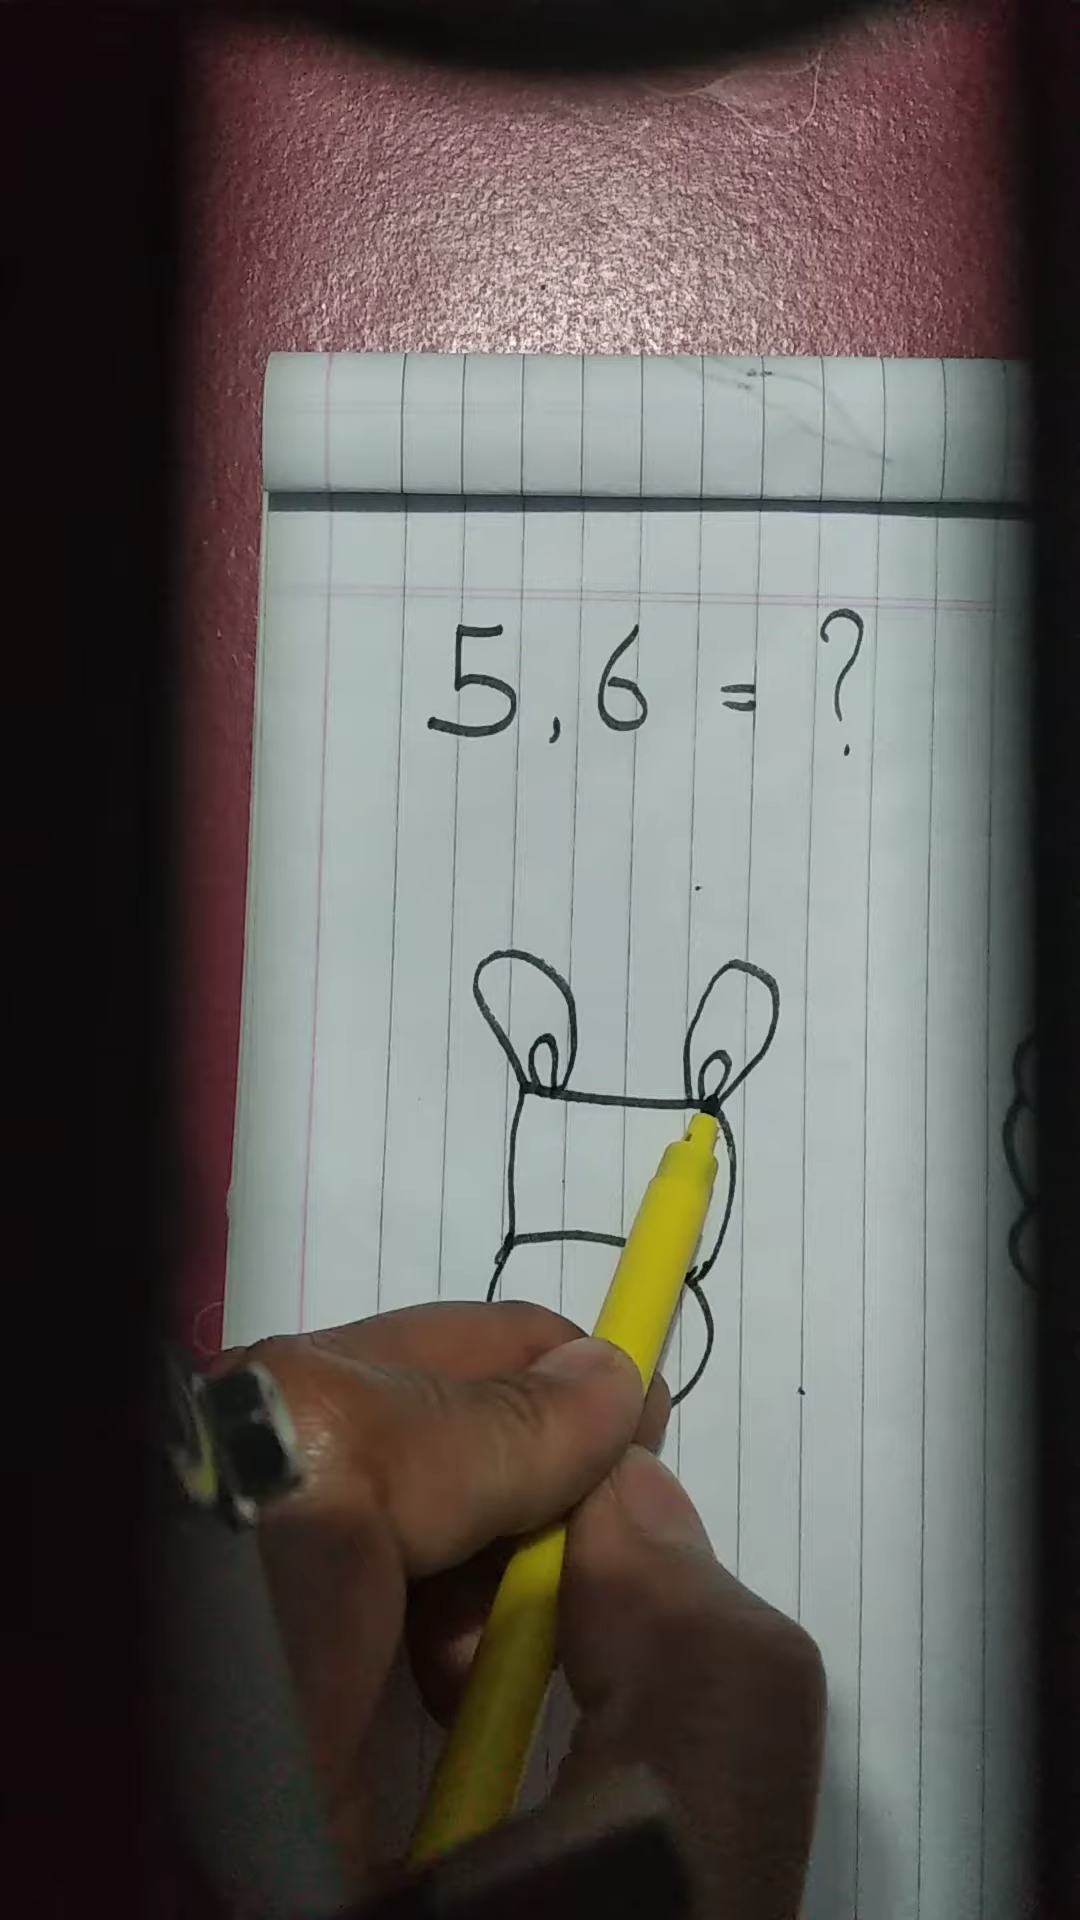 5,6 = ?